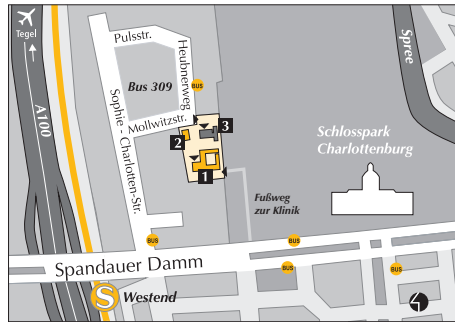 Tegel
A100
Pulsstr.
Heubnerweg
Bus 309
BUS
Sophie - Charlotten-Str.
Mollwitzstr.
3
2
1
Spree
Schlosspark
Charlottenburg
Fußweg
zur Klinik
BUS
BUS
Spandauer Damm
BUS
BUS
S Westend